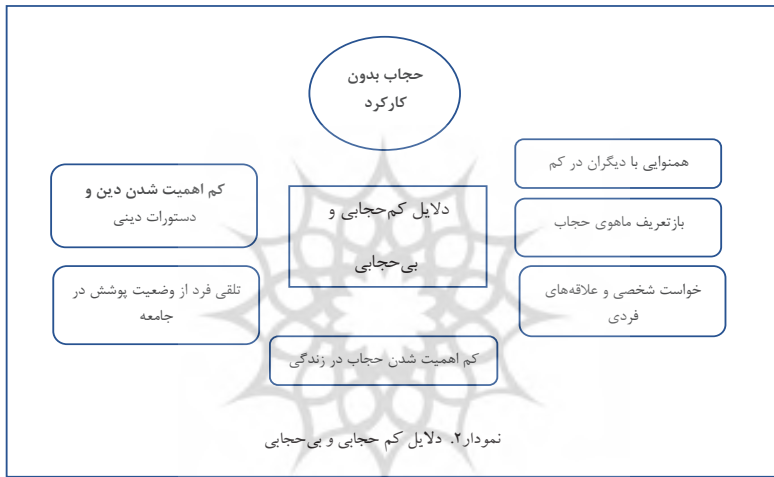 حجاب بدون
کارکرد
همنوایی با دیگران در کم
کم اهمیت شدن دین و
دستورات دینی
دلایل کم‌حجابی و
بی‌حجابی
بازتعریف ماهوی حجاب
خواست شخصی و علاقه‌های
فردی
تلقی فرد از وضعیت پوشش در
جامعه
کم اهمیت شدن حجاب در زندگی
نمودار۲. دلایل کم حجابی و بی‌حجابی